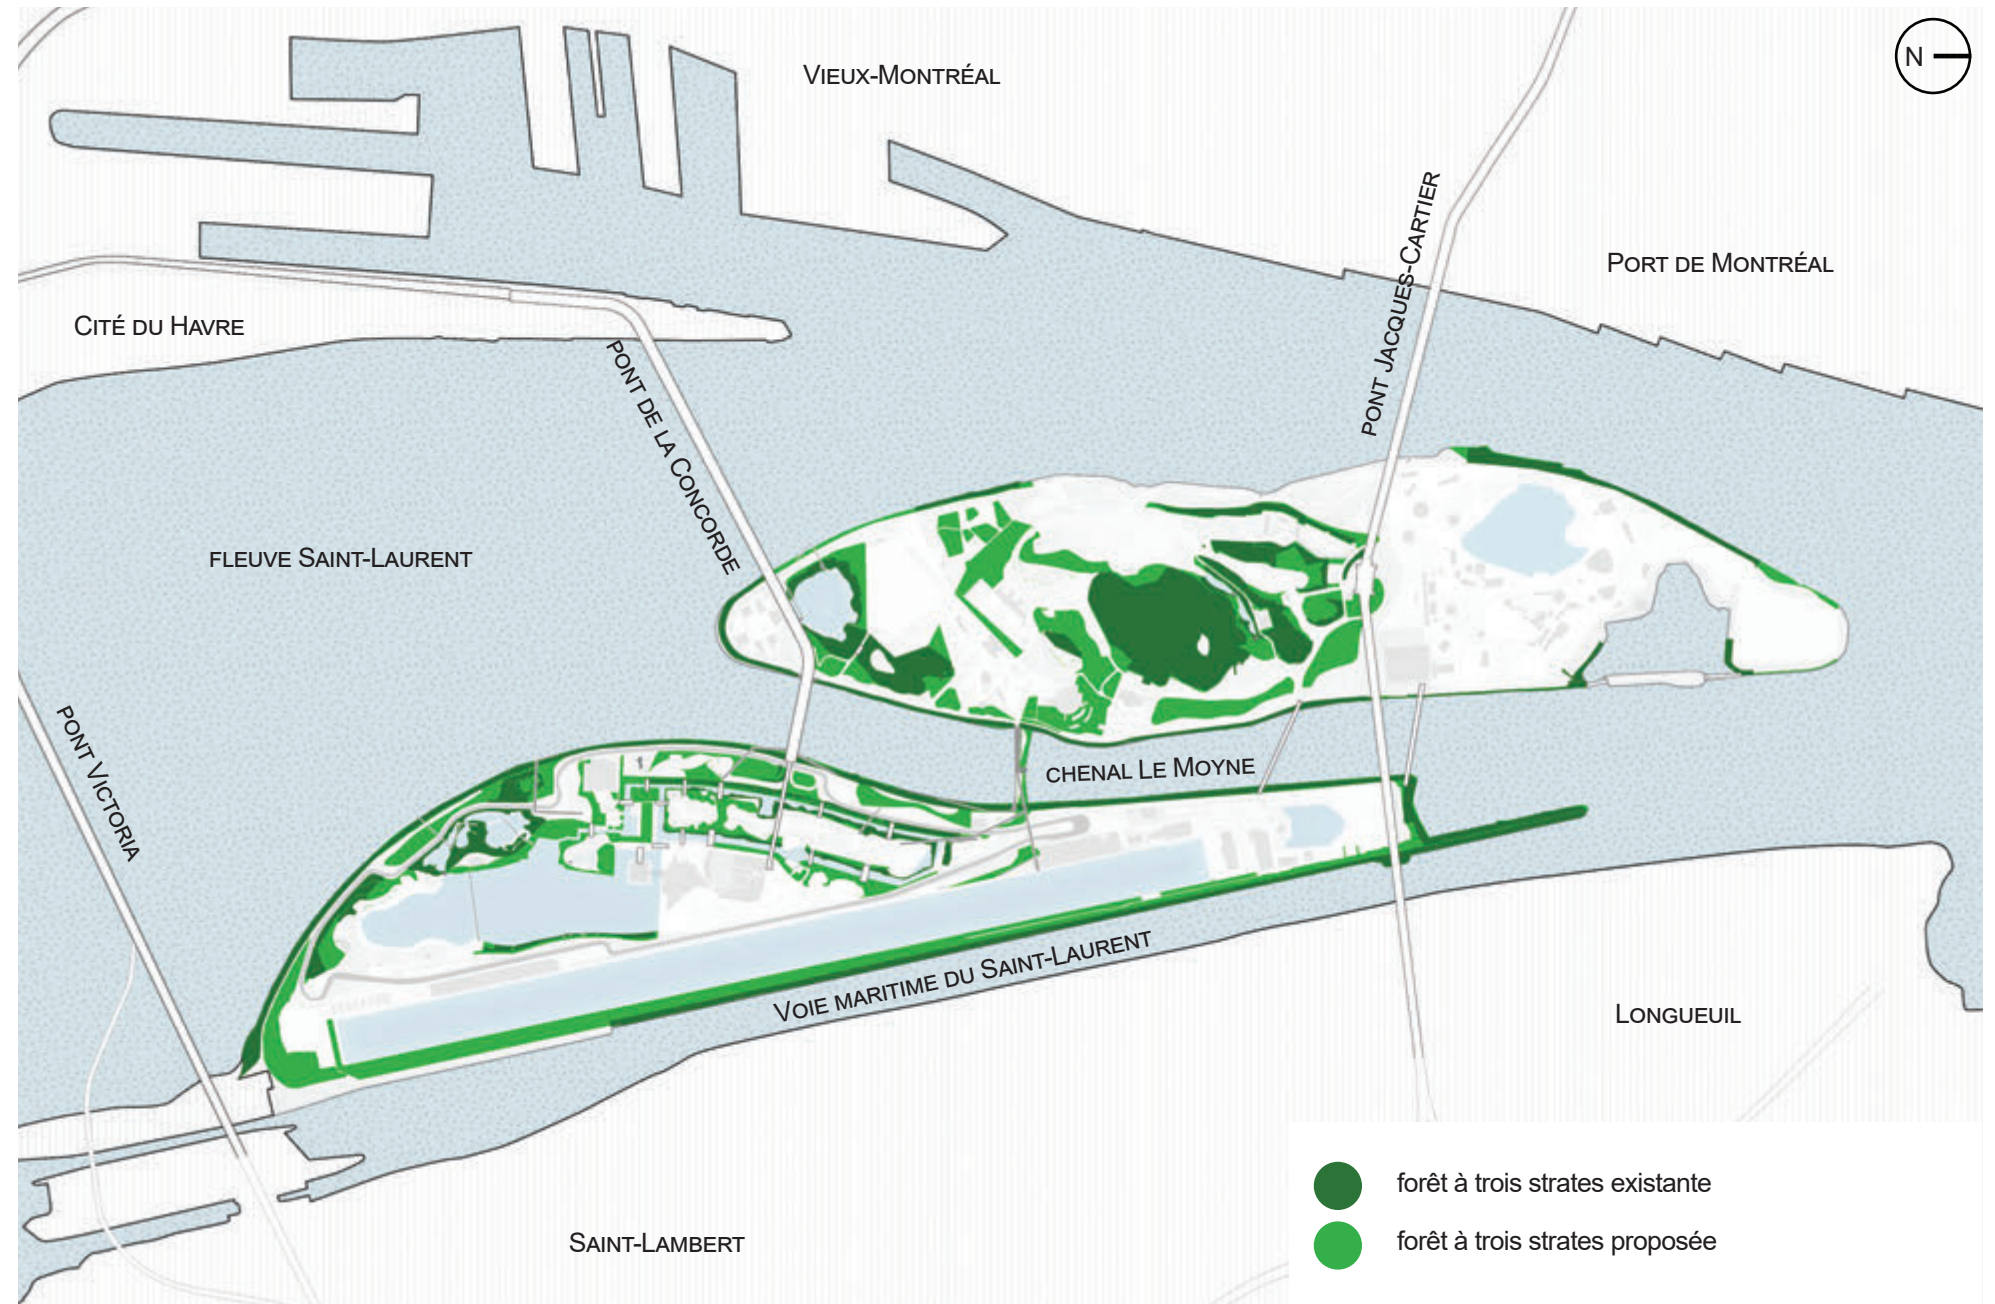 VIEUX-MONTRÉAL
N
PONT JACQUES-CARTIER
PORT DE MONTRÉAL
CITÉ DU HAVRE
PONT DE LA CONCORDE
FLEUVE SAINT-LAURENT
PONT VICTORIA
CHENAL LE MOYNE
VOIE MARITIME DU SAINT-LAURENT
LONGUEUIL
forêt à trois strates existante
forêt à trois strates proposée
SAINT-LAMBERT